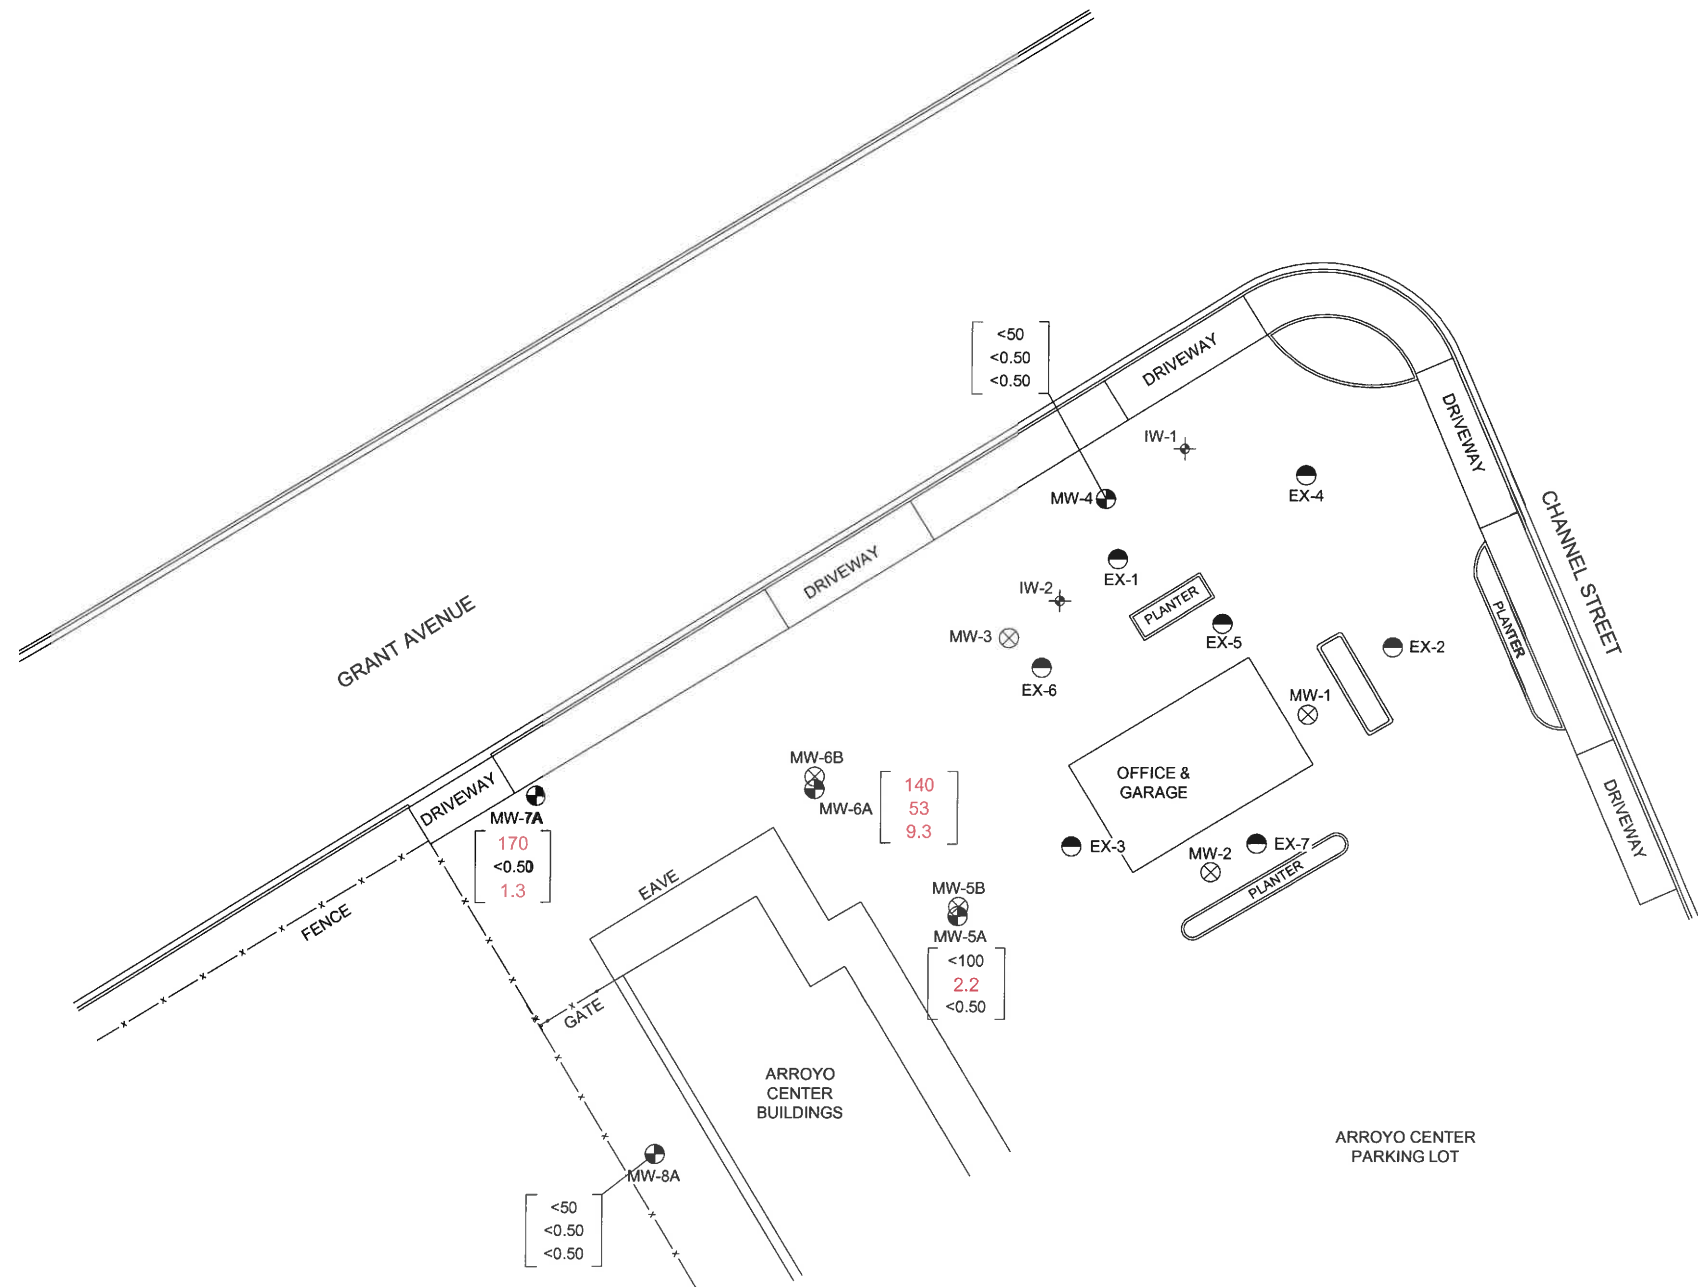 <50
<0.50
<0.50
DRIVEWAY
DRIVEWAY
IW-1
MW-4
EX-4
CHANNEL STREET
DRIVEWAY
EX-1
IW-2
PLANTER
MW-3
EX-5
EX-2
PLANTER
GRANT AVENUE
EX-6
MW-1
MW-6B
MW-6A
140
53
9.3
OFFICE &
GARAGE
DRIVEWAY
DRIVEWAY
MW-7A
170
<0.50
1.3
EX-3
MW-2
EX-7
PLANTER
EAVE
MW-5B
MW-5A
<100
2.2
<0.50
FENCE
GATE
ARROYO
CENTER
BUILDINGS
ARROYO CENTER
PARKING LOT
MW-8A
<50
<0.50
<0.50